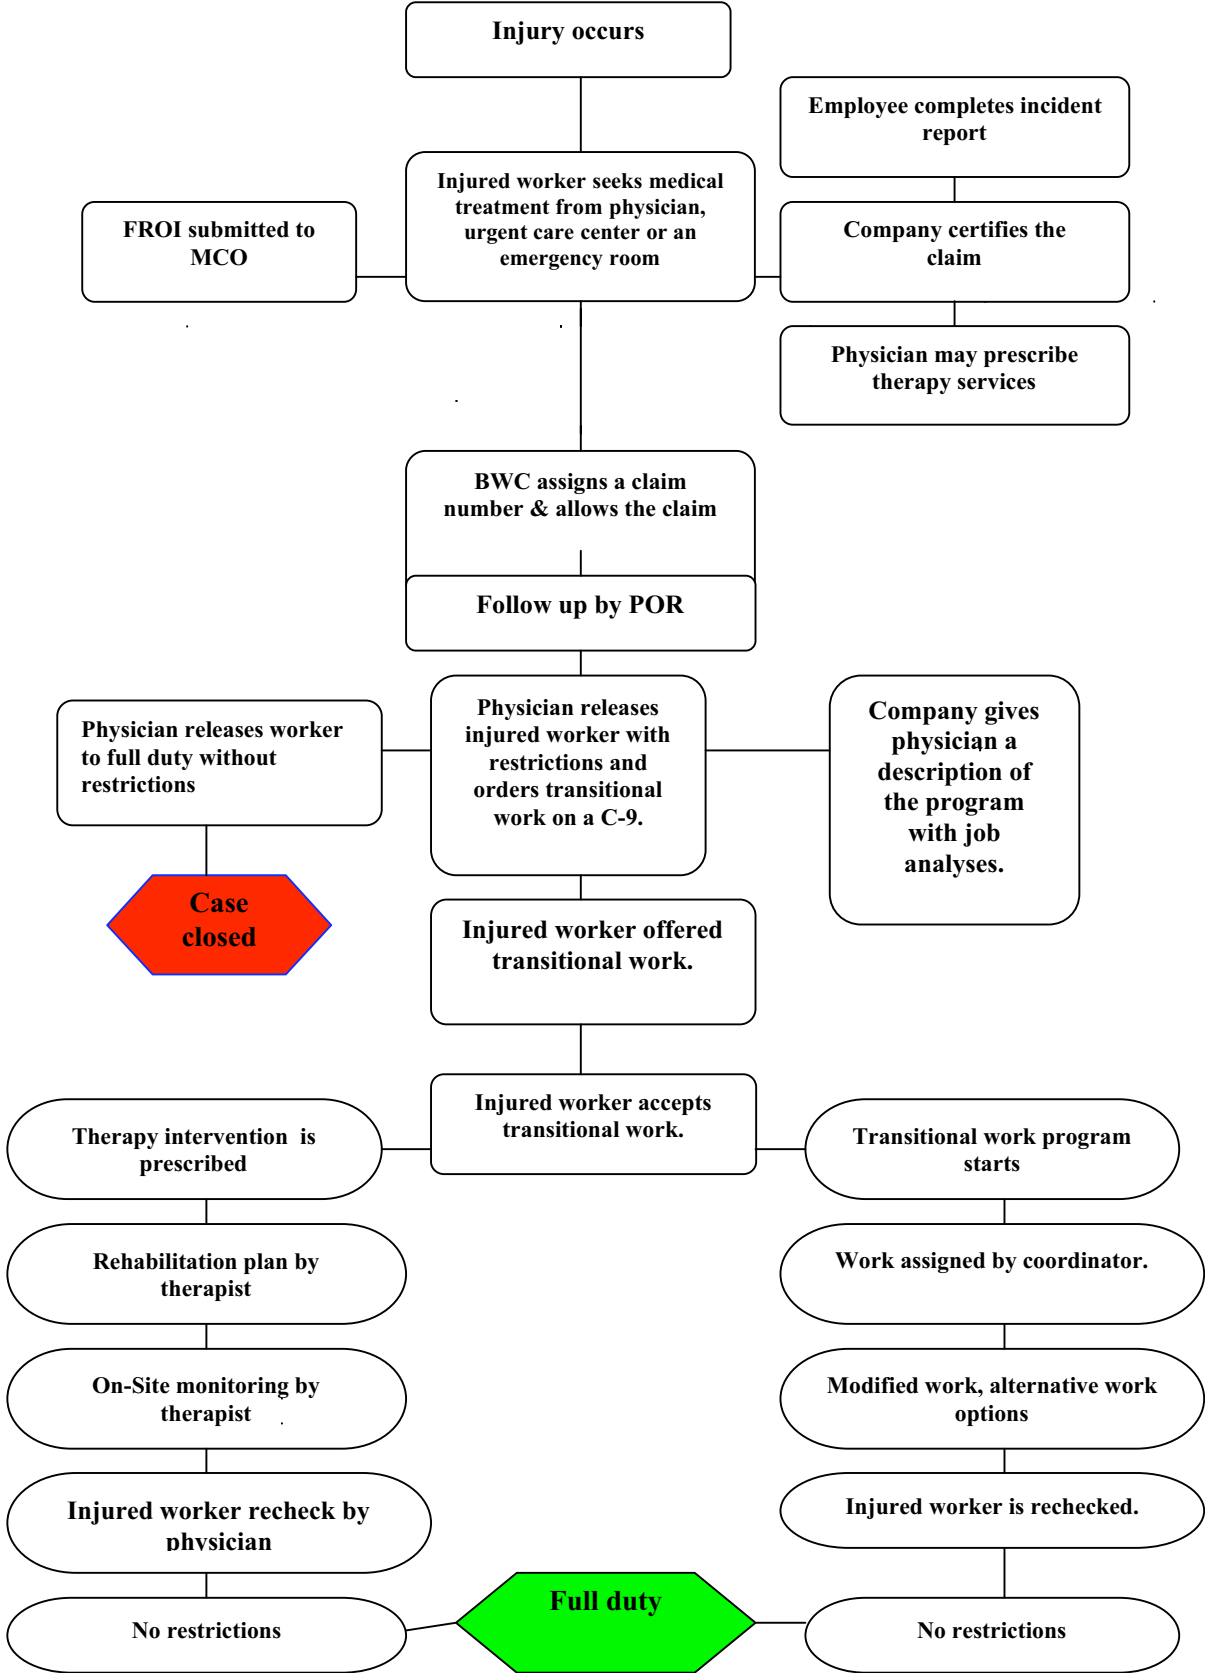 Injury occurs
Employee completes incident
report
Injured worker seeks medical
treatment from physician,
urgent care center or an
emergency room
FROI submitted to
MCO
Company certifies the
claim
Physician may prescribe
therapy services
BWC assigns a claim
number & allows the claim
Follow up by POR
Physician releases worker
to full duty without
restrictions
Physician releases
injured worker with
restrictions and
orders transitional
work on a C-9.
Company gives
physician a
description of
the program
with job
analyses.
Case
closed
Injured worker offered
transitional work.
Injured worker accepts
transitional work.
Therapy intervention is
prescribed
Transitional work program
starts
Rehabilitation plan by
therapist
Work assigned by coordinator.
On-Site monitoring by
therapist
Modified work, alternative work
options
Injured worker recheck by
physician
Injured worker is rechecked.
No restrictions
Full duty
No restrictions